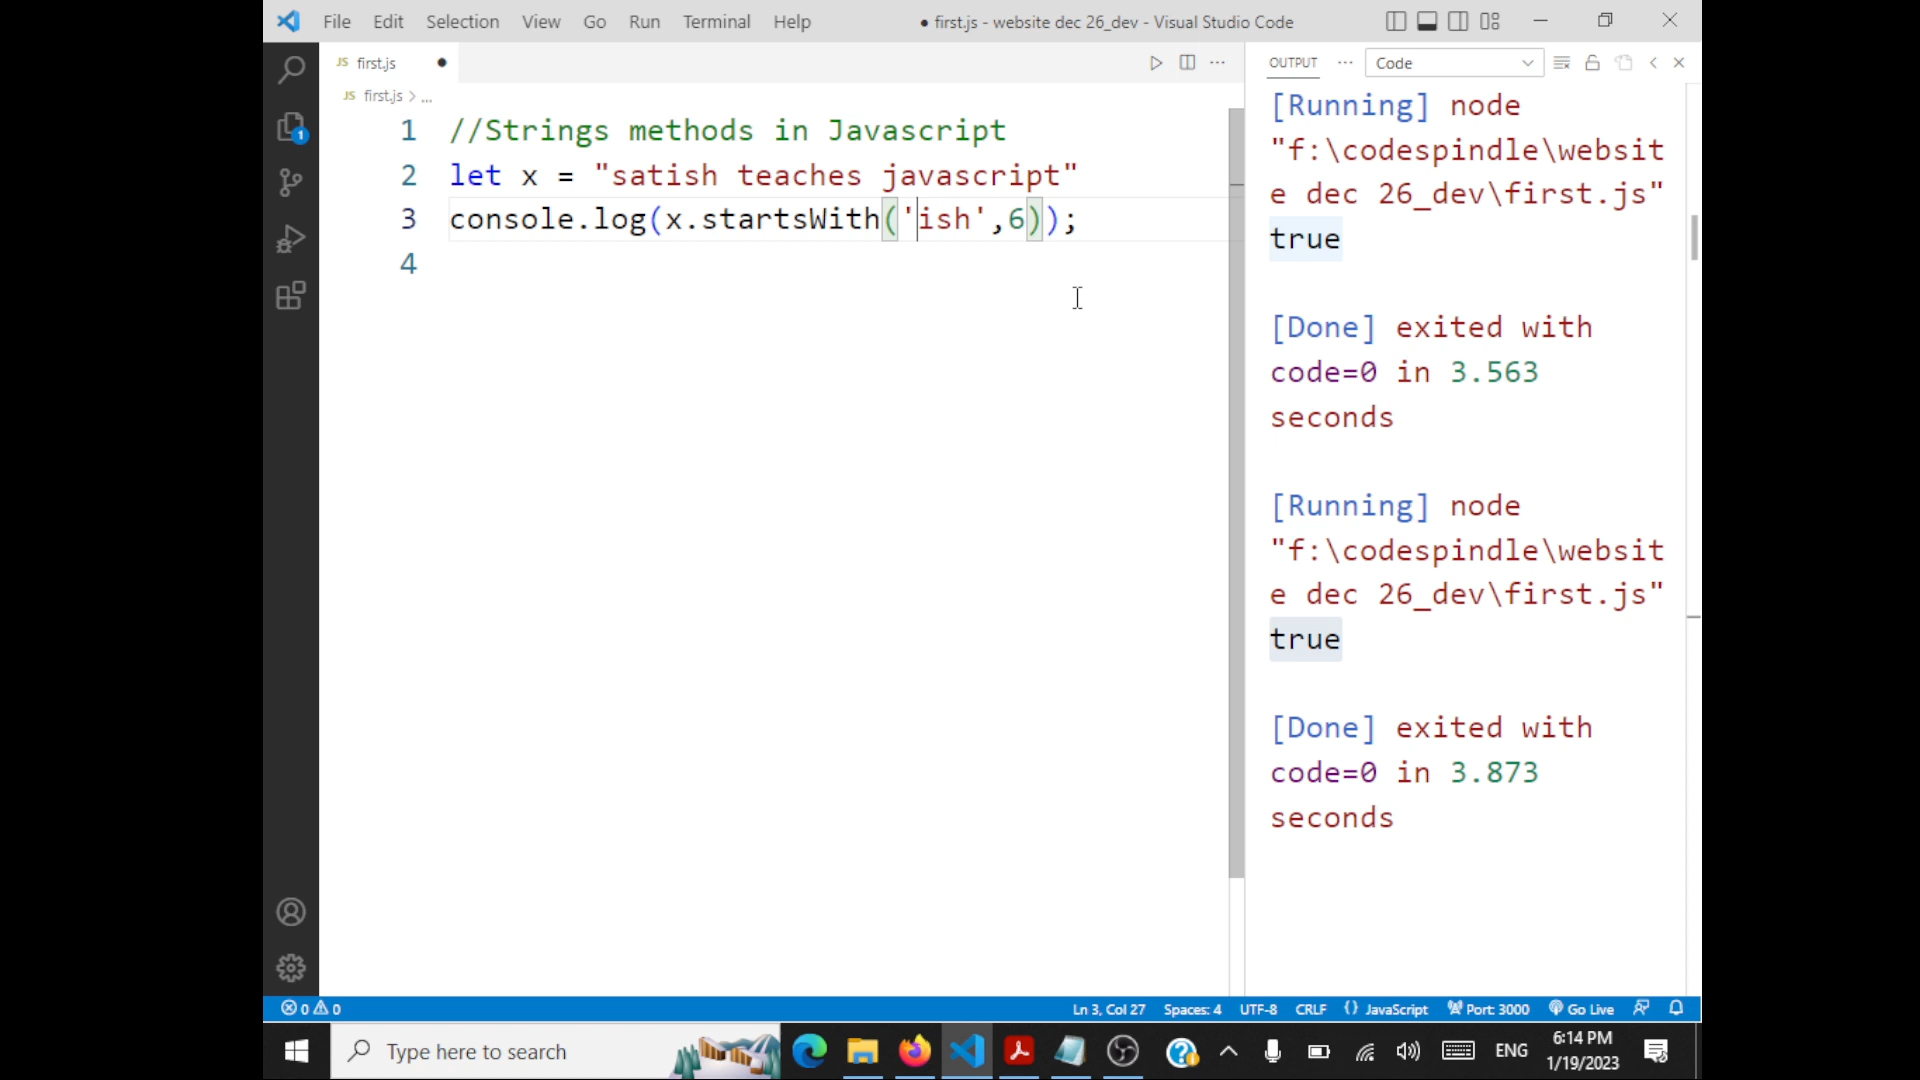 File Edit Selection View Go Run Terminal Help ● first.js - website dec 26_dev - Visual Studio Code
JS first.js ●
JS first.js > ...
1 //Strings methods in Javascript
2 let x = "satish teaches javascript"
3 console.log(x.startsWith('ish',6));
4
OUTPUT ... Code
[Running] node
"f:\codespindle\websit
e dec 26_dev\first.js"
true
[Done] exited with
code=0 in 3.563
seconds
[Running] node
"f:\codespindle\websit
e dec 26_dev\first.js"
true
[Done] exited with
code=0 in 3.873
seconds
1
0 0 Ln 3, Col 27 Spaces: 4 UTF-8 CRLF {} JavaScript Port: 3000 Go Live
Type here to search
ENG
6:14 PM
1/19/2023